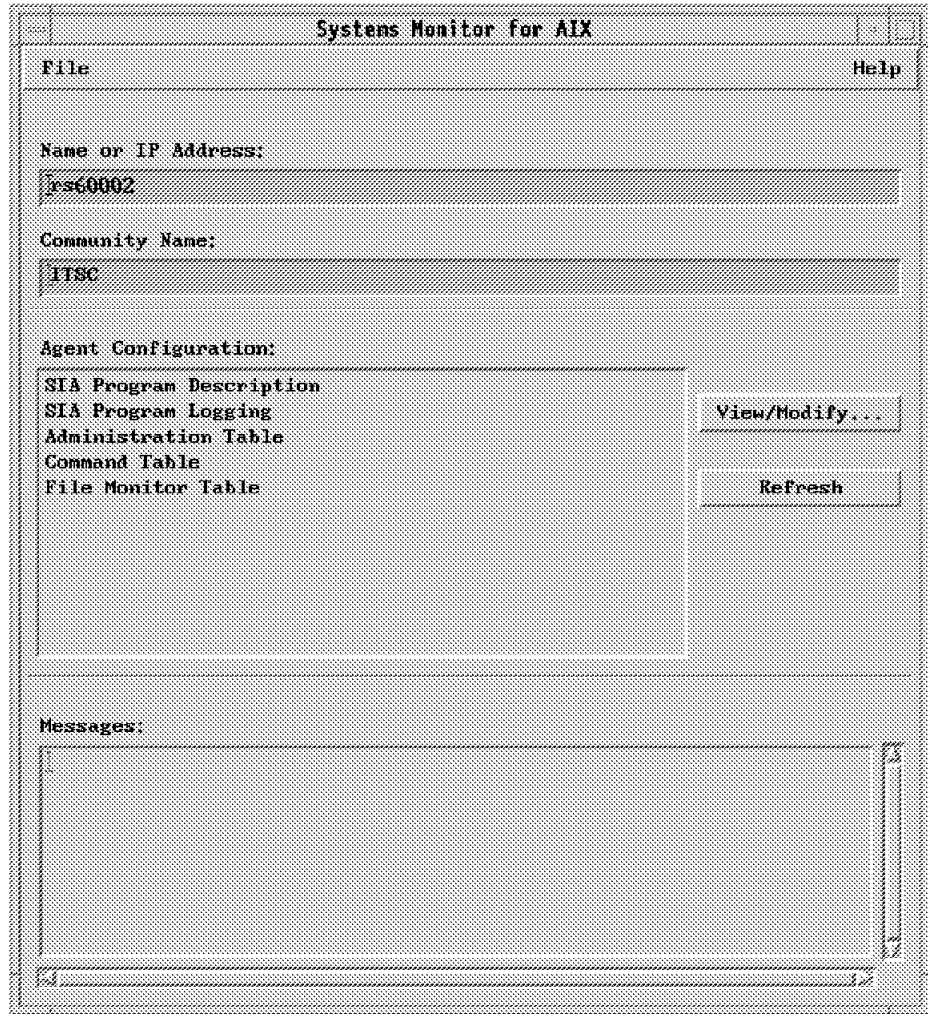 Systems Monitor for AIX
File Help
Name or IP Address:
rs60002
Community Name:
ITSC
Agent Configuration:
SIA Program Description
SIA Program Logging
Administration Table
Command Table
File Monitor Table
View/Modify...
Refresh
Messages: